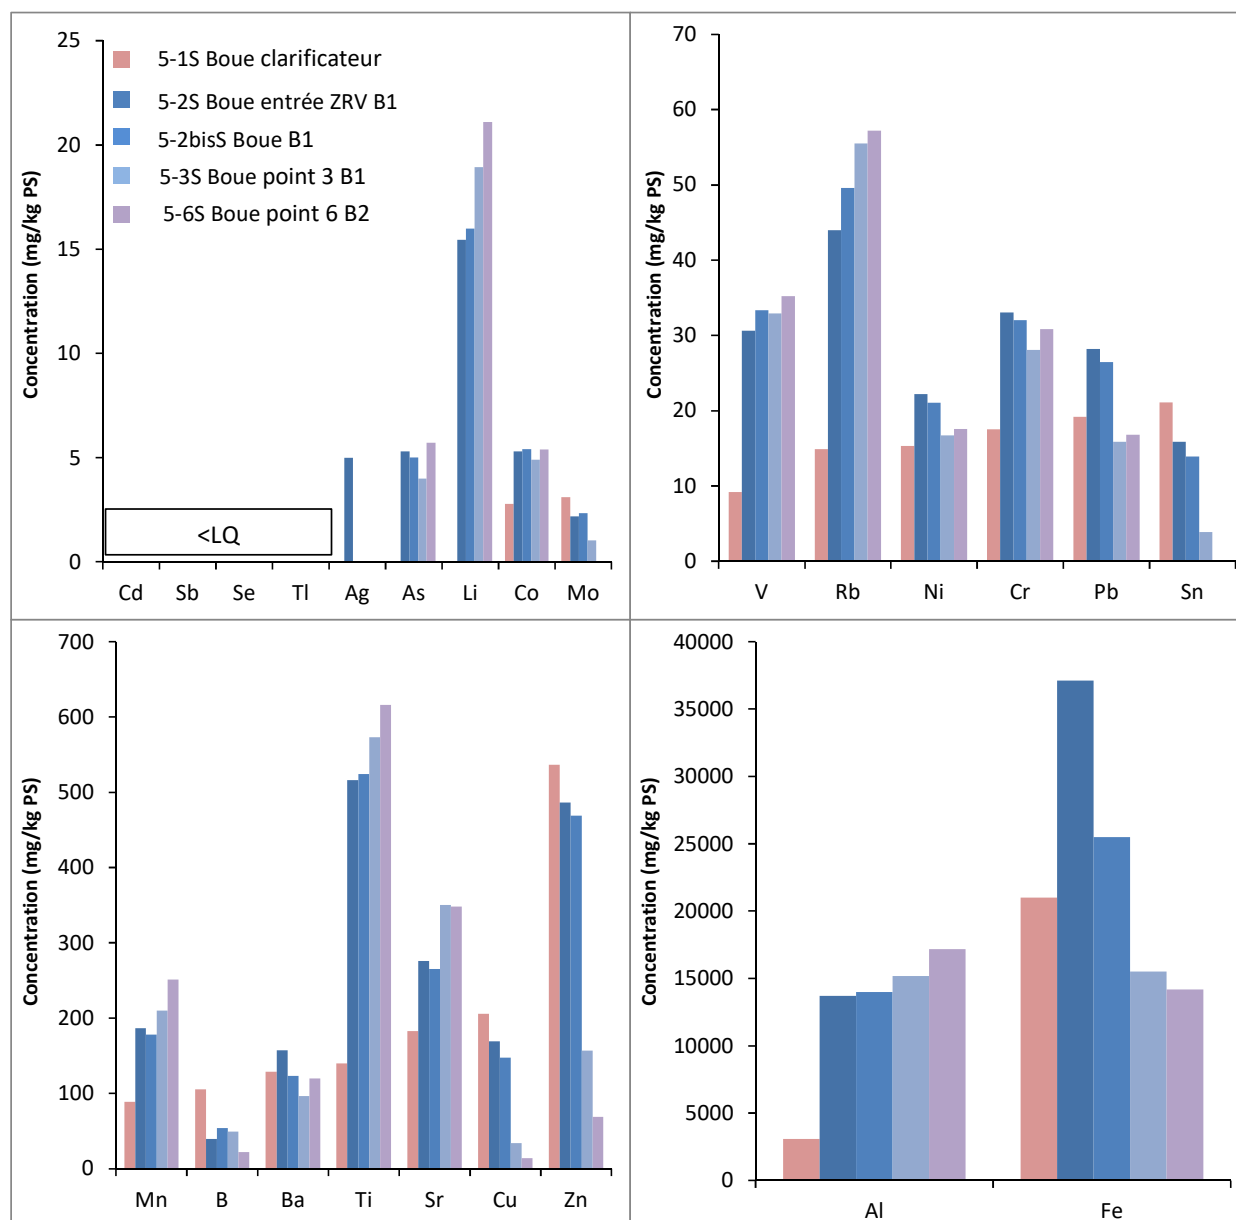 25
20
15
10
5
0
Concentration (mg/kg PS)
5-1S Boue clarificateur
5-2S Boue entrée ZRV B1
5-2bisS Boue B1
5-3S Boue point 3 B1
5-6S Boue point 6 B2
<LQ
Cd Sb Se Tl Ag As Li Co Mo
70
60
50
40
30
20
10
0
Concentration (mg/kg PS)
V Rb Ni Cr Pb Sn
700
600
500
400
300
200
100
0
Concentration (mg/kg PS)
Mn B Ba Ti Sr Cu Zn
40000
35000
30000
25000
20000
15000
10000
5000
0
Concentration (mg/kg PS)
Al Fe